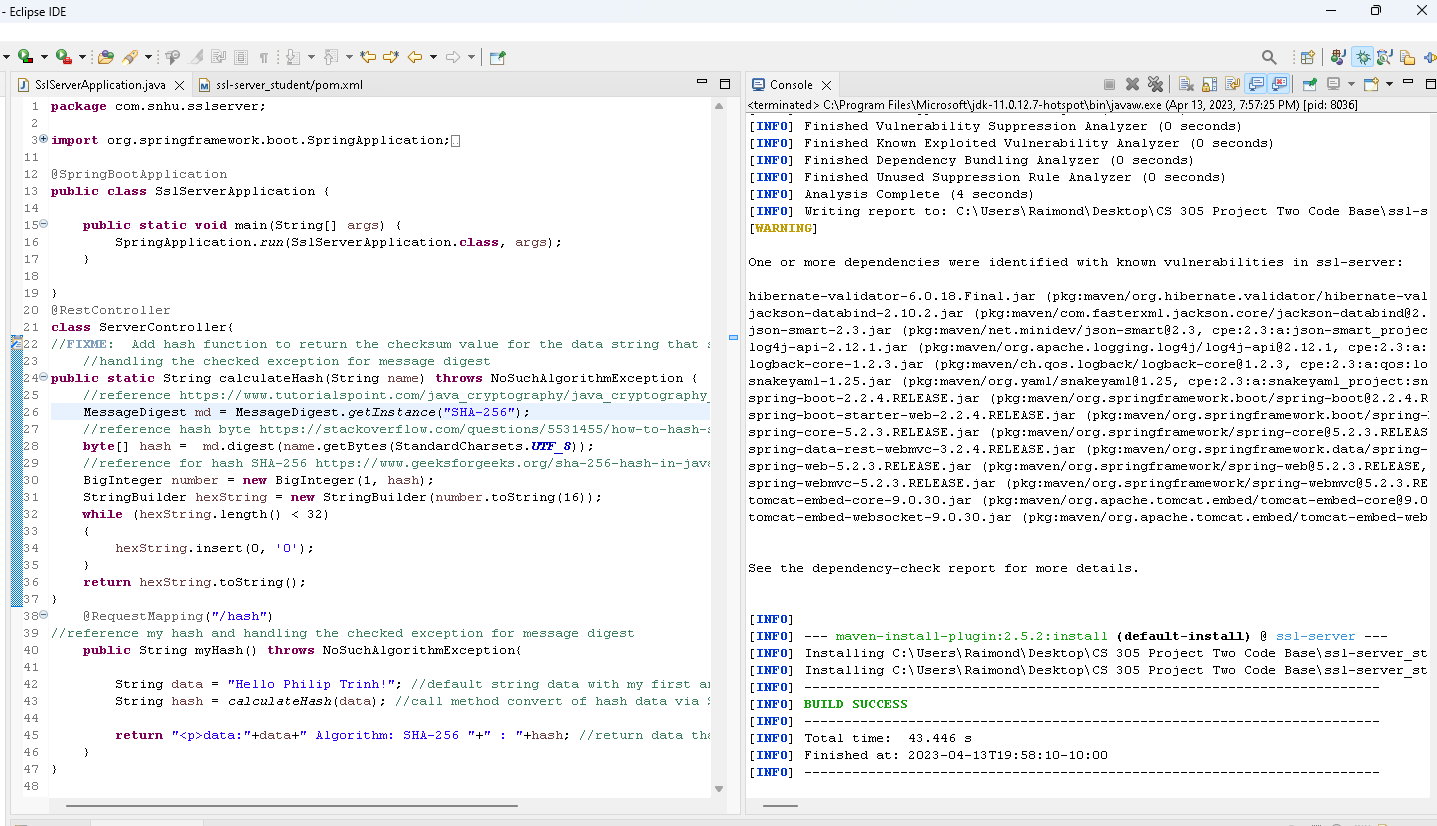 - Eclipse IDE
SslServerApplication.java
ssl-server_student/pom.xml
1 package com.snhu.sslserver;
2
3 import org.springframework.boot.SpringApplication;
11
12 @SpringBootApplication
13 public class SslServerApplication {
14
15 public static void main(String[] args) {
16 SpringApplication.run(SslServerApplication.class, args);
17 }
18
19 }
20 @RestController
21 class ServerController{
22 //FIXME: Add hash function to return the checksum value for the data string that s
23 //handling the checked exception for message digest
24 public static String calculateHash(String name) throws NoSuchAlgorithmException {
25 //reference https://www.tutorialspoint.com/java_cryptography/java_cryptography_
26 MessageDigest md = MessageDigest.getInstance("SHA-256");
27 //reference hash byte https://stackoverflow.com/questions/5531455/how-to-hash-s
28 byte[] hash = md.digest(name.getBytes(StandardCharsets.UTF_8));
29 //reference for hash SHA-256 https://www.geeksforgeeks.org/sha-256-hash-in-java
30 BigInteger number = new BigInteger(1, hash);
31 StringBuilder hexString = new StringBuilder(number.toString(16));
32 while (hexString.length() < 32)
33 {
34 hexString.insert(0, '0');
35 }
36 return hexString.toString();
37 }
38 @RequestMapping("/hash")
39 //reference my hash and handling the checked exception for message digest
40 public String myHash() throws NoSuchAlgorithmException{
41
42 String data = "Hello Philip Trinh!"; //default string data with my first an
43 String hash = calculateHash(data); //call method convert of hash data via S
44
45 return "<p>data:"+data+" Algorithm: SHA-256 "+" : "+hash; //return data tha
46 }
47 }
48
Console
<terminated> C:\Program Files\Microsoft\jdk-11.0.12.7-hotspot\bin\javaw.exe (Apr 13, 2023, 7:57:25 PM) [pid: 8036]
[INFO] Finished Vulnerability Suppression Analyzer (0 seconds)
[INFO] Finished Known Exploited Vulnerability Analyzer (0 seconds)
[INFO] Finished Dependency Bundling Analyzer (0 seconds)
[INFO] Finished Unused Suppression Rule Analyzer (0 seconds)
[INFO] Analysis Complete (4 seconds)
[INFO] Writing report to: C:\Users\Raimond\Desktop\CS 305 Project Two Code Base\ssl-s
[WARNING]
One or more dependencies were identified with known vulnerabilities in ssl-server:
hibernate-validator-6.0.18.Final.jar (pkg:maven/org.hibernate.validator/hibernate-val
jackson-databind-2.10.2.jar (pkg:maven/com.fasterxml.jackson.core/jackson-databind@2.
json-smart-2.3.jar (pkg:maven/net.minidev/json-smart@2.3, cpe:2.3:a:json-smart_projec
log4j-api-2.12.1.jar (pkg:maven/org.apache.logging.log4j/log4j-api@2.12.1, cpe:2.3:a:
logback-core-1.2.3.jar (pkg:maven/ch.qos.logback/logback-core@1.2.3, cpe:2.3:a:qos:lo
snakeyaml-1.25.jar (pkg:maven/org.yaml/snakeyaml@1.25, cpe:2.3:a:snakeyaml_project:sn
spring-boot-2.2.4.RELEASE.jar (pkg:maven/org.springframework.boot/spring-boot@2.2.4.R
spring-boot-starter-web-2.2.4.RELEASE.jar (pkg:maven/org.springframework.boot/spring-
spring-core-5.2.3.RELEASE.jar (pkg:maven/org.springframework/spring-core@5.2.3.RELEAS
spring-data-rest-webmvc-3.2.4.RELEASE.jar (pkg:maven/org.springframework.data/spring-
spring-web-5.2.3.RELEASE.jar (pkg:maven/org.springframework/spring-web@5.2.3.RELEASE,
spring-webmvc-5.2.3.RELEASE.jar (pkg:maven/org.springframework/spring-webmvc@5.2.3.RE
tomcat-embed-core-9.0.30.jar (pkg:maven/org.apache.tomcat.embed/tomcat-embed-core@9.0
tomcat-embed-websocket-9.0.30.jar (pkg:maven/org.apache.tomcat.embed/tomcat-embed-web
See the dependency-check report for more details.
[INFO]
[INFO] --- maven-install-plugin:2.5.2:install (default-install) @ ssl-server ---
[INFO] Installing C:\Users\Raimond\Desktop\CS 305 Project Two Code Base\ssl-server_st
[INFO] Installing C:\Users\Raimond\Desktop\CS 305 Project Two Code Base\ssl-server_st
[INFO] ------------------------------------------------------------------------
[INFO] BUILD SUCCESS
[INFO] ------------------------------------------------------------------------
[INFO] Total time: 43.446 s
[INFO] Finished at: 2023-04-13T19:58:10-10:00
[INFO] ------------------------------------------------------------------------